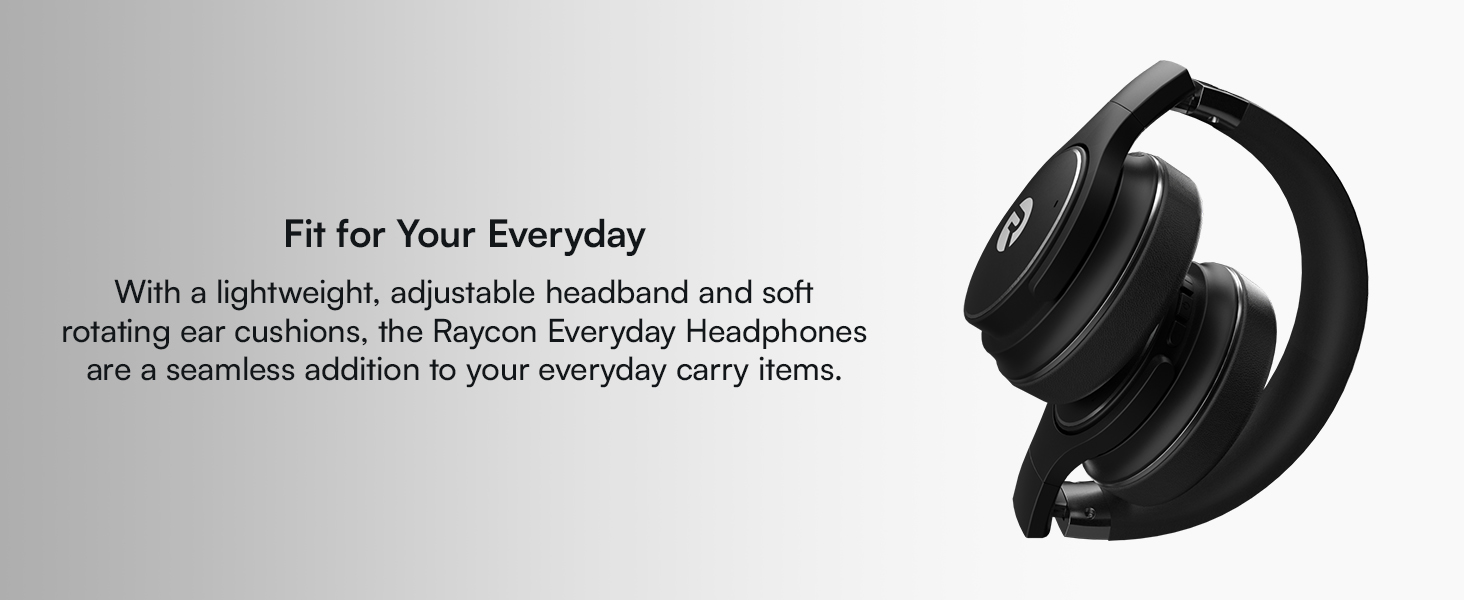 Fit for Your Everyday
With a lightweight, adjustable headband and soft
rotating ear cushions, the Raycon Everyday Headphones
are a seamless addition to your everyday carry items.